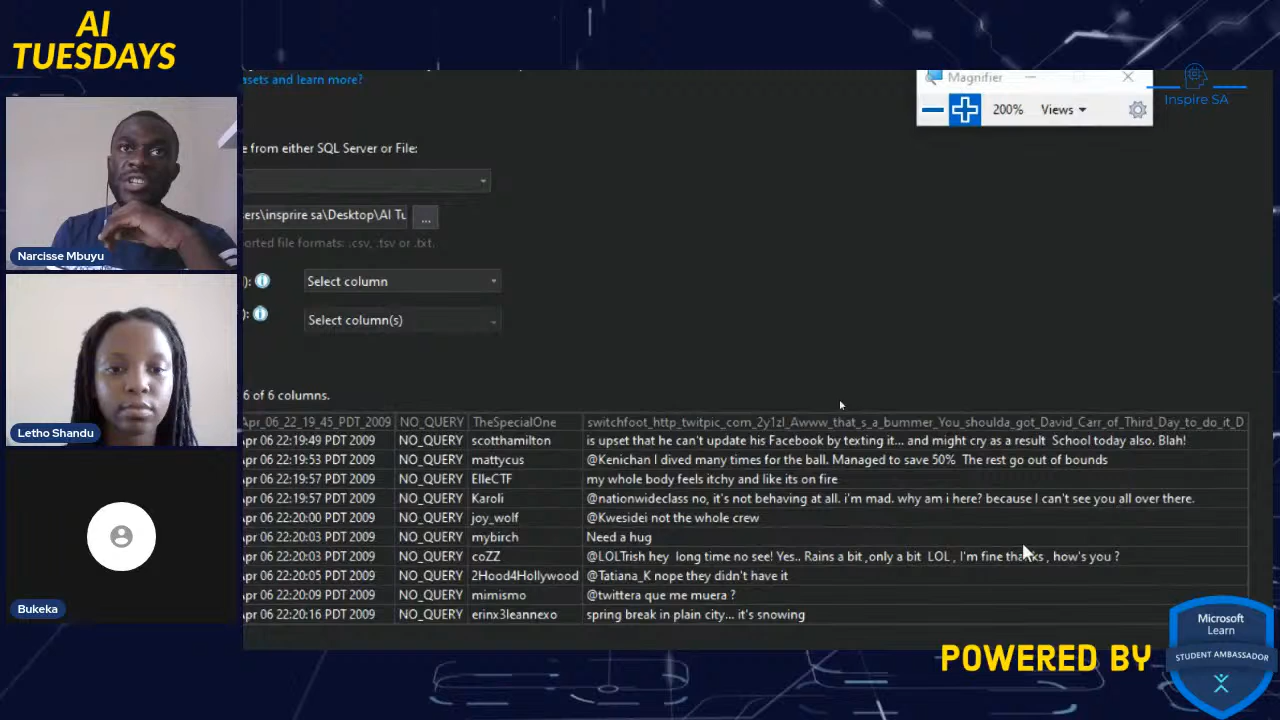 AI
TUESDAYS
Narcisse Mbuyu
Letho Shandu
Bukeka
asets and learn more?
Magnifier
200% Views
Inspire SA
e from either SQL Server or File:
sers\insprire sa\Desktop\AI Tu
...
ported file formats: .csv, .tsv or .txt.
): Select column
): Select column(s)
6 of 6 columns.
Apr_06_22_19_45_PDT_2009 NO_QUERY TheSpecialOne switchfoot_http_twitpic_com_2y1zl_Awww_that_s_a_bummer_You_shoulda_got_David_Carr_of_Third_Day_to_do_it_D
Apr 06 22:19:49 PDT 2009 NO_QUERY scotthamilton is upset that he can't update his Facebook by texting it... and might cry as a result School today also. Blah!
Apr 06 22:19:53 PDT 2009 NO_QUERY mattycus @Kenichan I dived many times for the ball. Managed to save 50% The rest go out of bounds
Apr 06 22:19:57 PDT 2009 NO_QUERY ElleCTF my whole body feels itchy and like its on fire
Apr 06 22:19:57 PDT 2009 NO_QUERY Karoli @nationwideclass no, it's not behaving at all. i'm mad. why am i here? because I can't see you all over there.
Apr 06 22:20:00 PDT 2009 NO_QUERY joy_wolf @Kwesidei not the whole crew
Apr 06 22:20:03 PDT 2009 NO_QUERY mybirch Need a hug
Apr 06 22:20:03 PDT 2009 NO_QUERY coZZ @LOLTrish hey long time no see! Yes.. Rains a bit ,only a bit LOL , I'm fine thanks , how's you ?
Apr 06 22:20:05 PDT 2009 NO_QUERY 2Hood4Hollywood @Tatiana_K nope they didn't have it
Apr 06 22:20:09 PDT 2009 NO_QUERY mimismo @twittera que me muera ?
Apr 06 22:20:16 PDT 2009 NO_QUERY erinx3leannexo spring break in plain city... it's snowing
POWERED BY
Microsoft
Learn
STUDENT AMBASSADOR